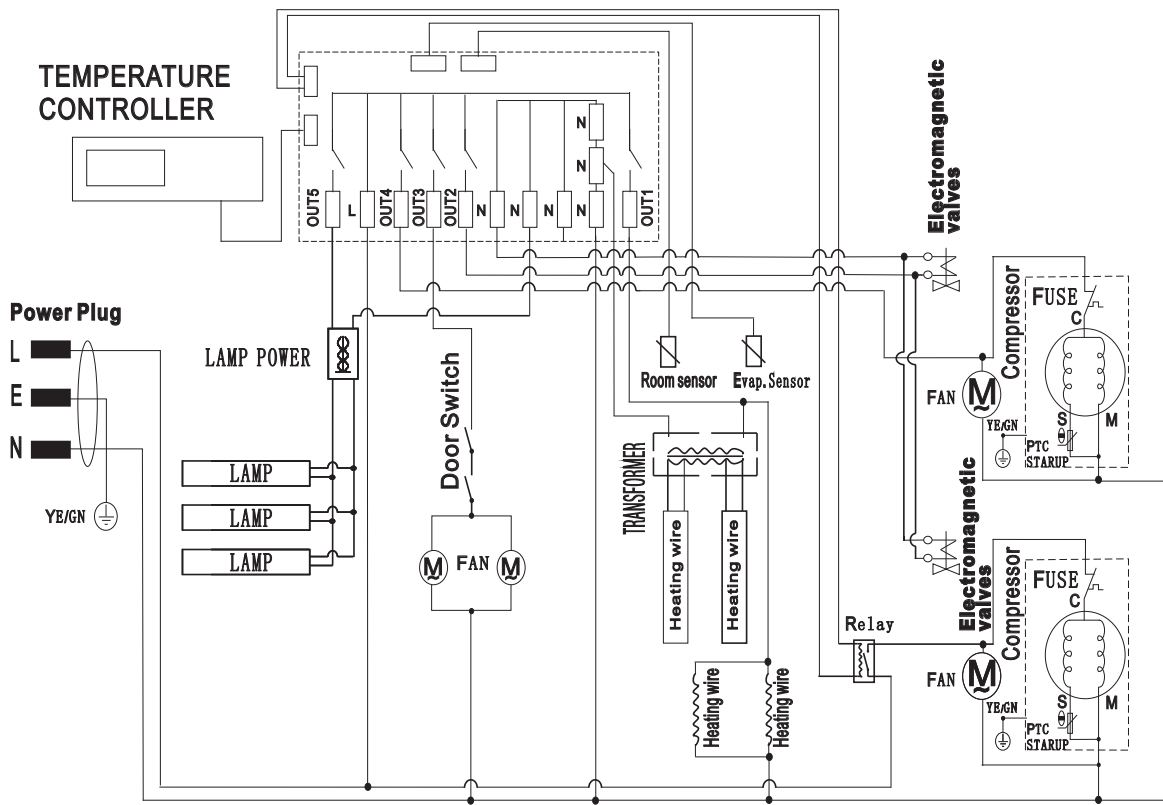 TEMPERATURE
CONTROLLER
N
N
OUT5
L
OUT4
OUT3
OUT2
N
N
N
N
OUT1
Electromagnetic
valves
Power Plug
L
E
N
YE/GN
LAMP POWER
LAMP
LAMP
LAMP
Door Switch
M
FAN
M
Room sensor
Evap.Sensor
TRANSFORMER
Heating wire
Heating wire
Heating wire
Heating wire
Relay
Compressor
FUSE
C
FAN
M
YE/GN
S
M
PTC
STARUP
Electromagnetic
valves
Compressor
FUSE
C
FAN
M
YE/GN
S
M
PTC
STARUP